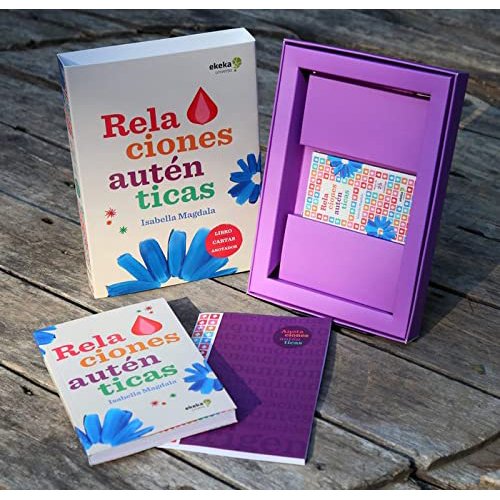 ekeka
universo
Rela
ciones
autén
ticas
Isabella Magdala
LIBRO
CARTAS
ANOTADOR
Rela
ciones
autén
ticas
Rela
ciones
autén
ticas
Isabella Magdala
ekeka
Anota
ciones
autén
ticas